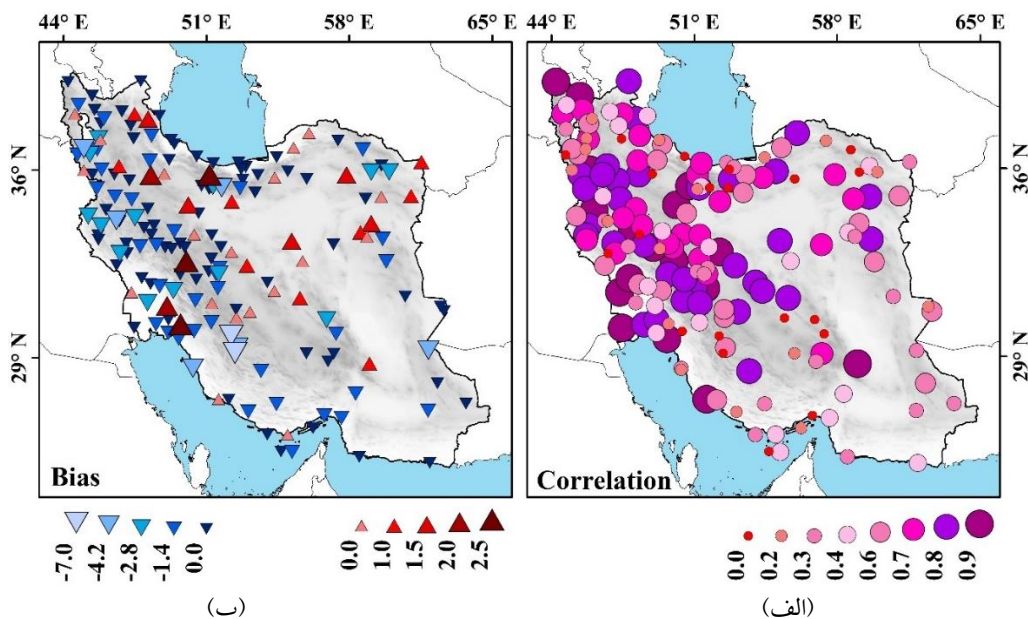 44° E 51° E 58° E 65° E
44° E 51° E 58° E 65° E
36° N
29° N
36° N
29° N
Bias
Correlation
-7.0 -4.2 -2.8 -1.4 0.0
0.0 1.0 1.5 2.0 2.5
0.0 0.2 0.3 0.4 0.6 0.7 0.8 0.9
(ب)
(الف)